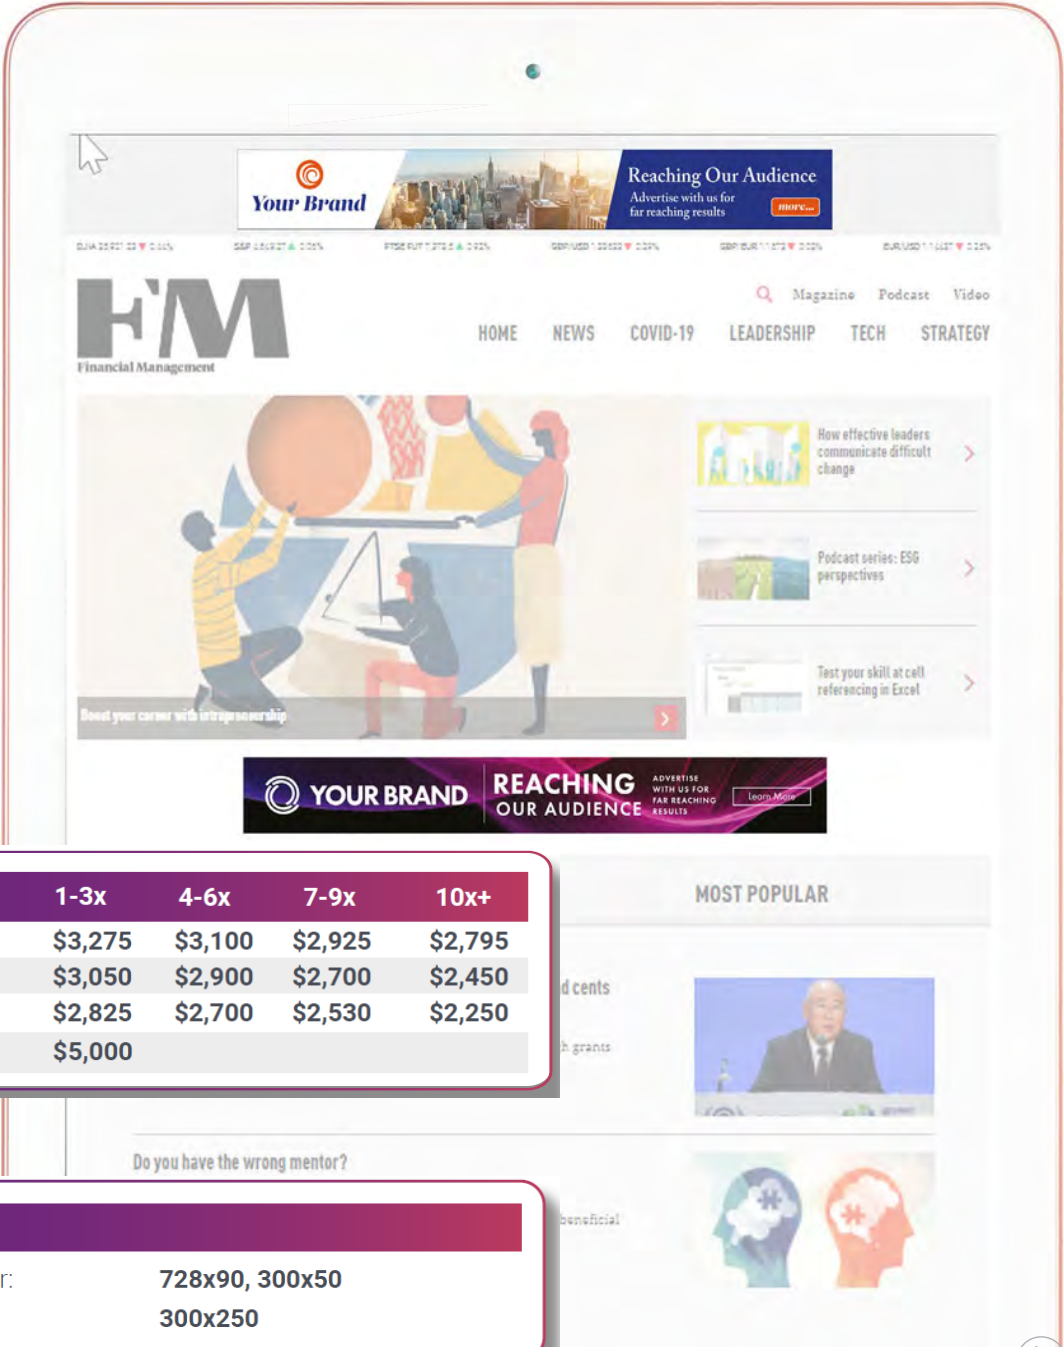 Your Brand
Reaching Our Audience
Advertise with us for
far reaching results
more...
FM
Financial Management
Magazine Podcast Video
HOME NEWS COVID-19 LEADERSHIP TECH STRATEGY
How effective leaders
communicate difficult
change
Podcast series: ESG
perspectives
Test your skill at cell
referencing in Excel
Boost your career with intrapreneurship
YOUR BRAND
REACHING
OUR AUDIENCE
ADVERTISE
WITH US FOR
FAR REACHING
RESULTS
Learn More
1-3x 4-6x 7-9x 10x+
$3,275 $3,100 $2,925 $2,795
$3,050 $2,900 $2,700 $2,450
$2,825 $2,700 $2,530 $2,250
$5,000
MOST POPULAR
d cents
h grants
Do you have the wrong mentor?
beneficial
r: 728x90, 300x50
300x250